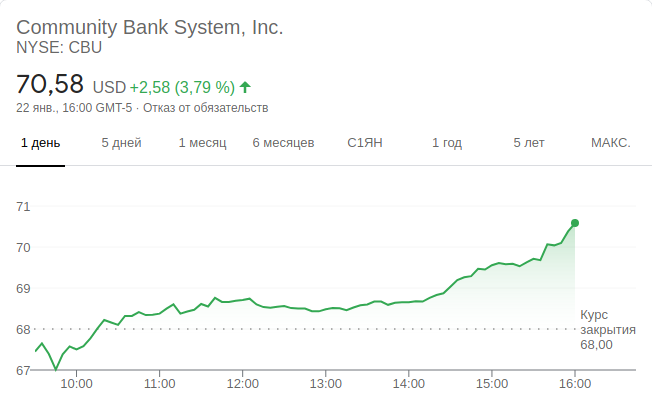 Community Bank System, Inc.
NYSE: CBU
70,58 USD +2,58 (3,79 %)
22 янв., 16:00 GMT-5 · Отказ от обязательств
1 день 5 дней 1 месяц 6 месяцев С1ЯН 1 год 5 лет МАКС.
71
70
69
68
67
Курс
закрытия
68,00
10:00 11:00 12:00 13:00 14:00 15:00 16:00